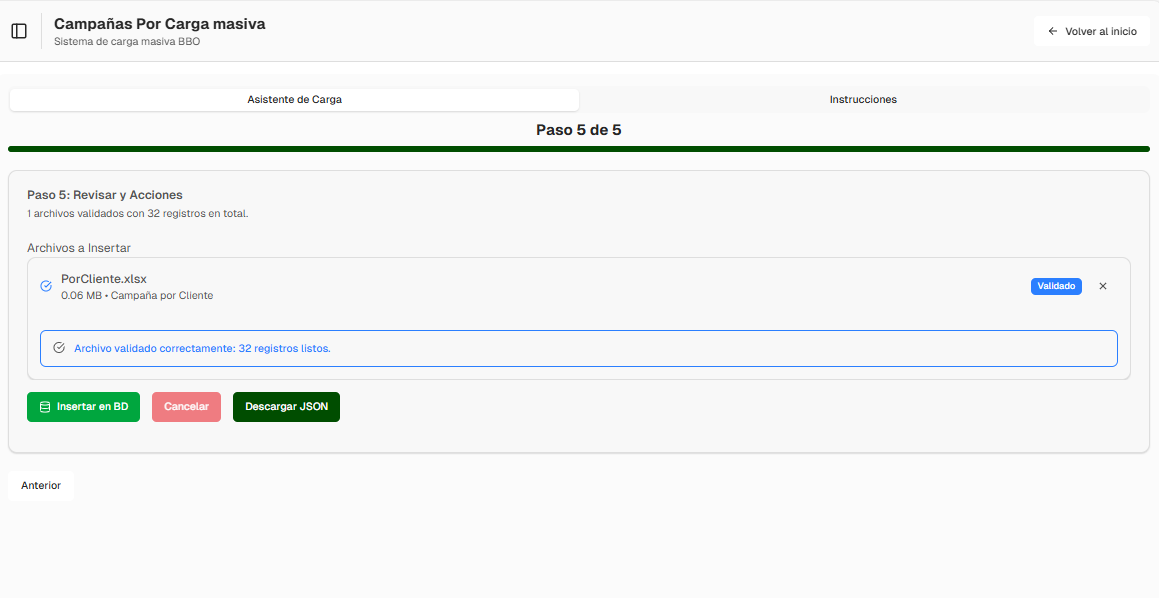 Campañas Por Carga masiva
Sistema de carga masiva BBO
Volver al inicio
Asistente de Carga
Instrucciones
Paso 5 de 5
Paso 5: Revisar y Acciones
1 archivos validados con 32 registros en total.
Archivos a Insertar
PorCliente.xlsx
0.06 MB • Campaña por Cliente
Validado
Archivo validado correctamente: 32 registros listos.
Insertar en BD
Cancelar
Descargar JSON
Anterior